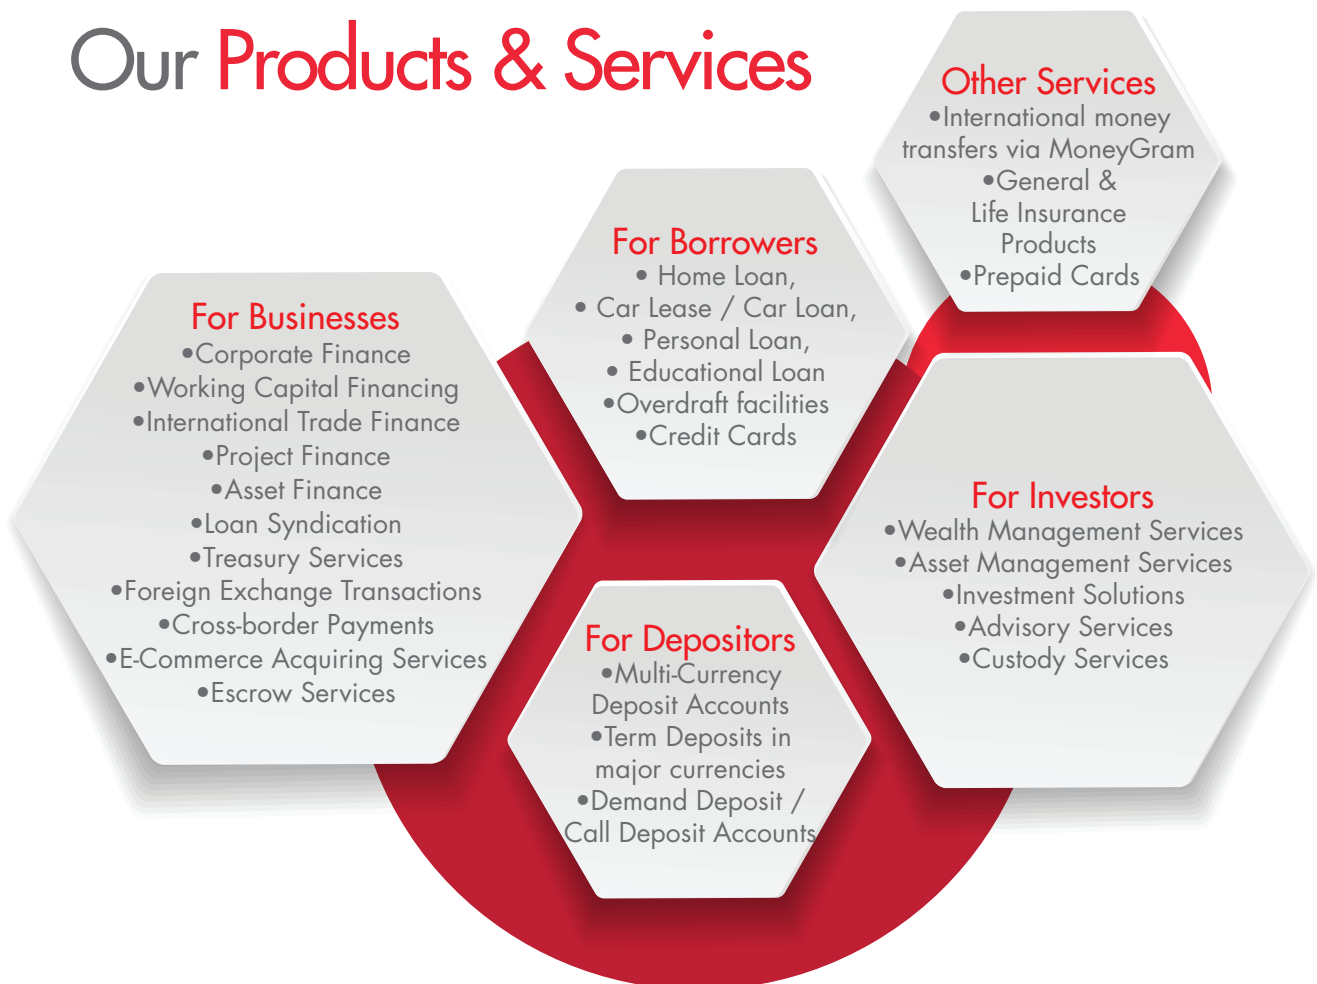 Our Products & Services
Other Services
•International money
transfers via MoneyGram
•General &
Life Insurance
Products
•Prepaid Cards
For Borrowers
• Home Loan,
• Car Lease / Car Loan,
• Personal Loan,
• Educational Loan
•Overdraft facilities
•Credit Cards
For Businesses
•Corporate Finance
•Working Capital Financing
•International Trade Finance
•Project Finance
•Asset Finance
•Loan Syndication
•Treasury Services
•Foreign Exchange Transactions
•Cross-border Payments
•E-Commerce Acquiring Services
•Escrow Services
For Investors
•Wealth Management Services
•Asset Management Services
•Investment Solutions
•Advisory Services
•Custody Services
For Depositors
•Multi-Currency
Deposit Accounts
•Term Deposits in
major currencies
•Demand Deposit /
Call Deposit Accounts